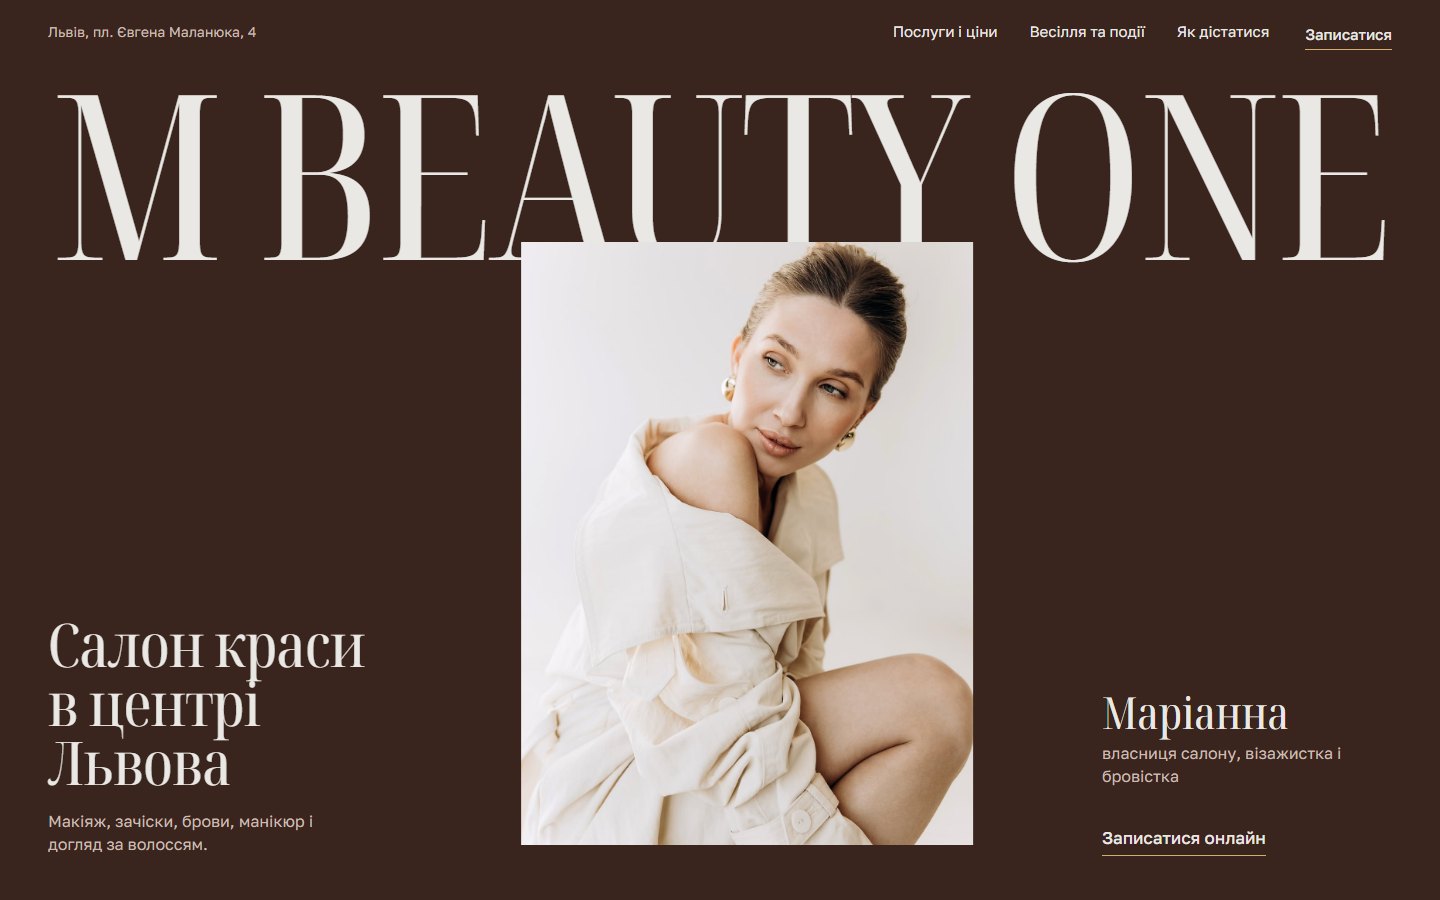 Львів, пл. Євгена Маланюка, 4
Послуги і ціни
Весілля та події
Як дістатися
Записатися
M BEAUTY ONE
Салон краси
в центрі
Львова
Макіяж, зачіски, брови, манікюр і
догляд за волоссям.
Маріанна
власниця салону, візажистка і
бровістка
Записатися онлайн